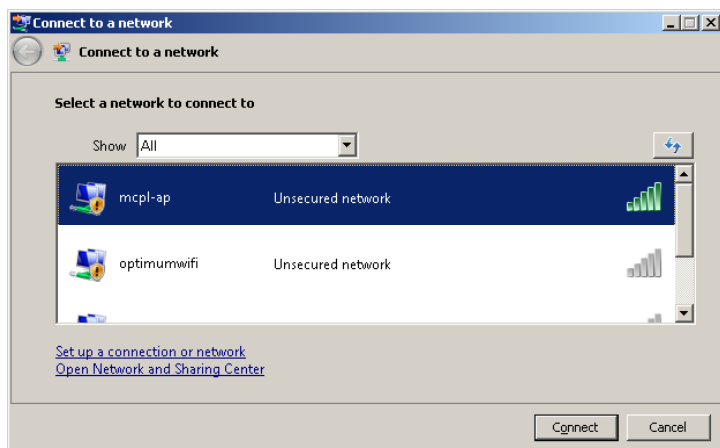 Connect to a network
Connect to a network
Select a network to connect to
Show All
mcpl-ap Unsecured network
optimumwifi Unsecured network
Set up a connection or network
Open Network and Sharing Center
Connect Cancel